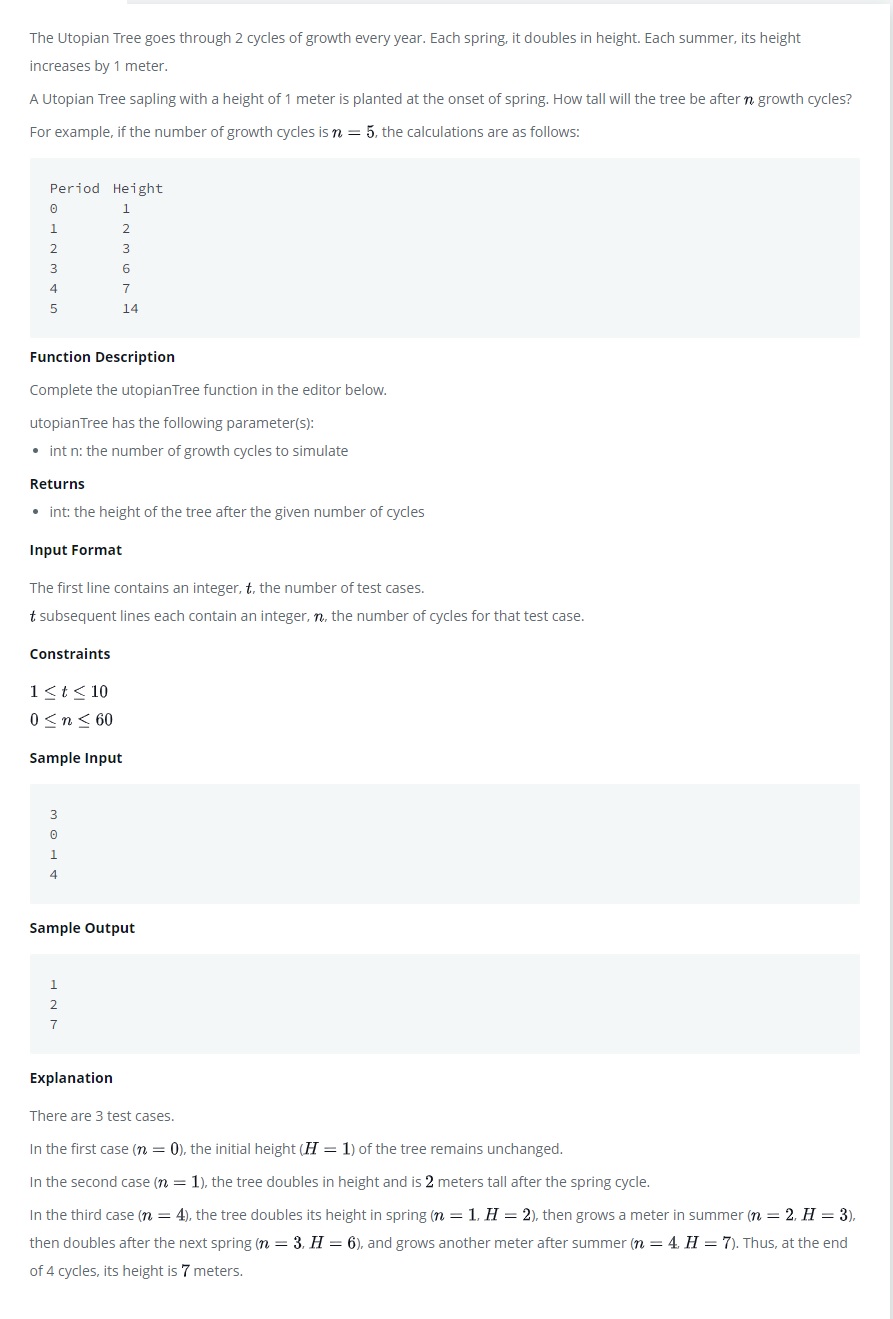 The Utopian Tree goes through 2 cycles of growth every year. Each spring, it doubles in height. Each summer, its height
increases by 1 meter.
A Utopian Tree sapling with a height of 1 meter is planted at the onset of spring. How tall will the tree be after n growth cycles?
For example, if the number of growth cycles is n = 5, the calculations are as follows:
Period Height
0 1
1 2
2 3
3 6
4 7
5 14
Function Description
Complete the utopianTree function in the editor below.
utopianTree has the following parameter(s):
• int n: the number of growth cycles to simulate
Returns
• int: the height of the tree after the given number of cycles
Input Format
The first line contains an integer, t, the number of test cases.
t subsequent lines each contain an integer, n, the number of cycles for that test case.
Constraints
1 ≤ t ≤ 10
0 ≤ n ≤ 60
Sample Input
3
0
1
4
Sample Output
1
2
7
Explanation
There are 3 test cases.
In the first case (n = 0), the initial height (H = 1) of the tree remains unchanged.
In the second case (n = 1), the tree doubles in height and is 2 meters tall after the spring cycle.
In the third case (n = 4), the tree doubles its height in spring (n = 1, H = 2), then grows a meter in summer (n = 2, H = 3),
then doubles after the next spring (n = 3, H = 6), and grows another meter after summer (n = 4, H = 7). Thus, at the end
of 4 cycles, its height is 7 meters.